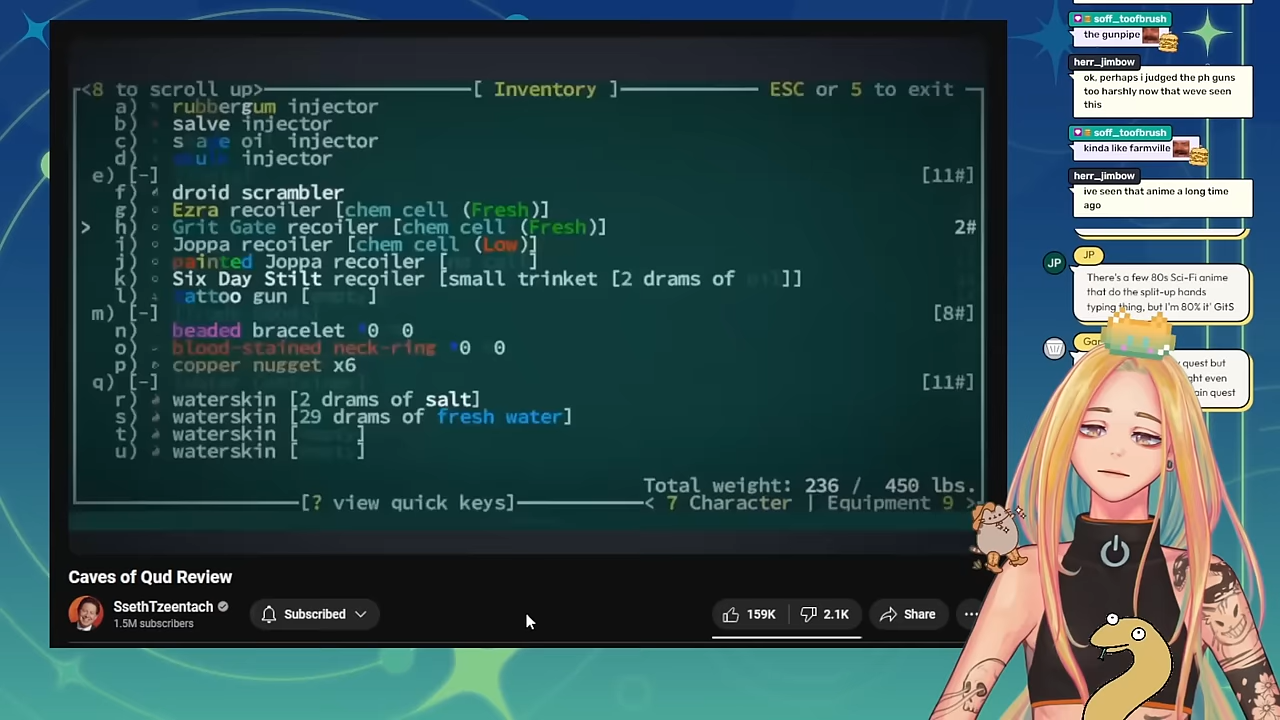 <8 to scroll up> [ Inventory ] ESC or 5 to exit
a) rubbergum injector
b) salve injector
c) injector
d) injector
e) [-] [11#]
f) droid scrambler
g) Ezra recoiler [chem cell (Fresh)]
> h) Grit Gate recoiler [chem cell (Fresh)] 2#
i) Joppa recoiler [chem cell (Low)]
j) painted Joppa recoiler [ ]
k) Six Day Stilt recoiler [small trinket [2 drams of ]]
l) tattoo gun [ ]
m) [-] [8#]
n) beaded bracelet 0 0
o) blood-stained neck-ring 0 0
p) copper nugget x6
q) [-] [11#]
r) waterskin [2 drams of salt]
s) waterskin [29 drams of fresh water]
t) waterskin [ ]
u) waterskin [ ]
Total weight: 236 / 450 lbs.
[? view quick keys] < 7 Character | Equipment 9 >
Caves of Qud Review
SsethTzeentach
1.5M subscribers
Subscribed
159K
2.1K
Share
soff_toofbrush
the gunpipe
herr_jimbow
ok, perhaps i judged the ph guns
too harshly now that weve seen
this
soff_toofbrush
kinda like farmville
herr_jimbow
ive seen that anime a long time
ago
JP
JP
There's a few 80s Sci-Fi anime
that do the split-up hands
typing thing, but I'm 80% it' GitS
quest but
even
quest